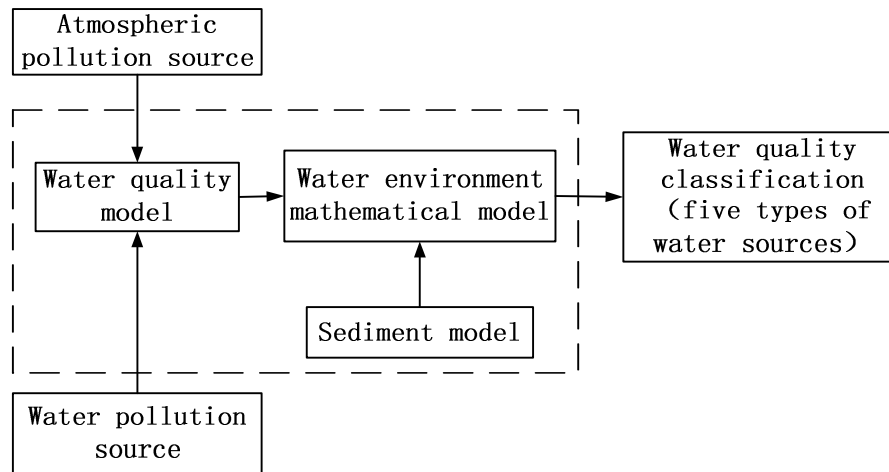 Atmospheric
pollution source
Water quality
model
Water environment
mathematical model
Water quality
classification
（five types of
water sources）
Sediment model
Water pollution
source